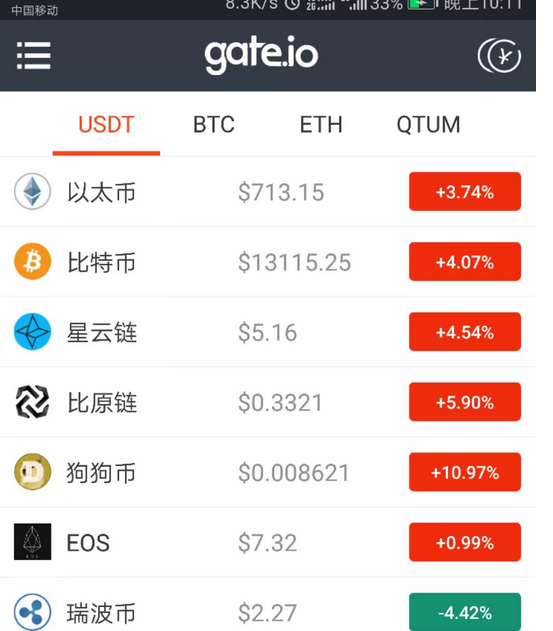 中国移动 8.3K/s 33% 晚上10:11
gate.io
USDT BTC ETH QTUM
以太币 $713.15 +3.74%
比特币 $13115.25 +4.07%
星云链 $5.16 +4.54%
比原链 $0.3321 +5.90%
狗狗币 $0.008621 +10.97%
EOS $7.32 +0.99%
瑞波币 $2.27 -4.42%